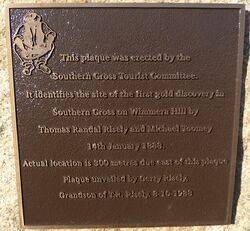 This plaque was erected by the
Southern Cross Tourist Committee.
It identifies the site of the first gold discovery in
Southern Cross on Wimmera Hill by
Thomas Randal Risely and Michael Toomey
14th January 1888.
Actual location is 300 metres due east of this plaque.
Plaque unveiled by Gerry Risely,
Grandson of T.R. Risely. 8-10-1988